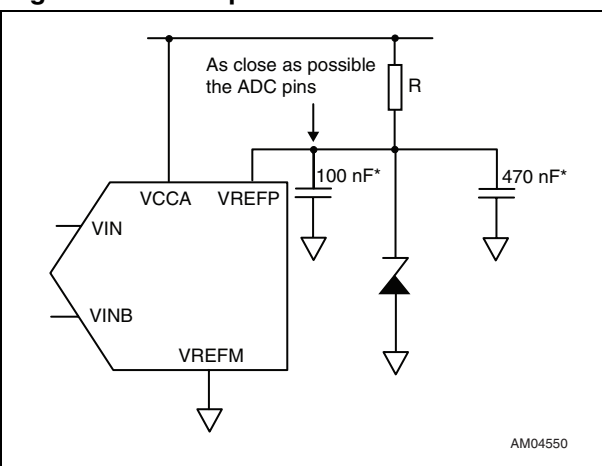 As close as possible
the ADC pins
R
100 nF*
470 nF*
VCCA
VREFP
VIN
VINB
VREFM
AM04550